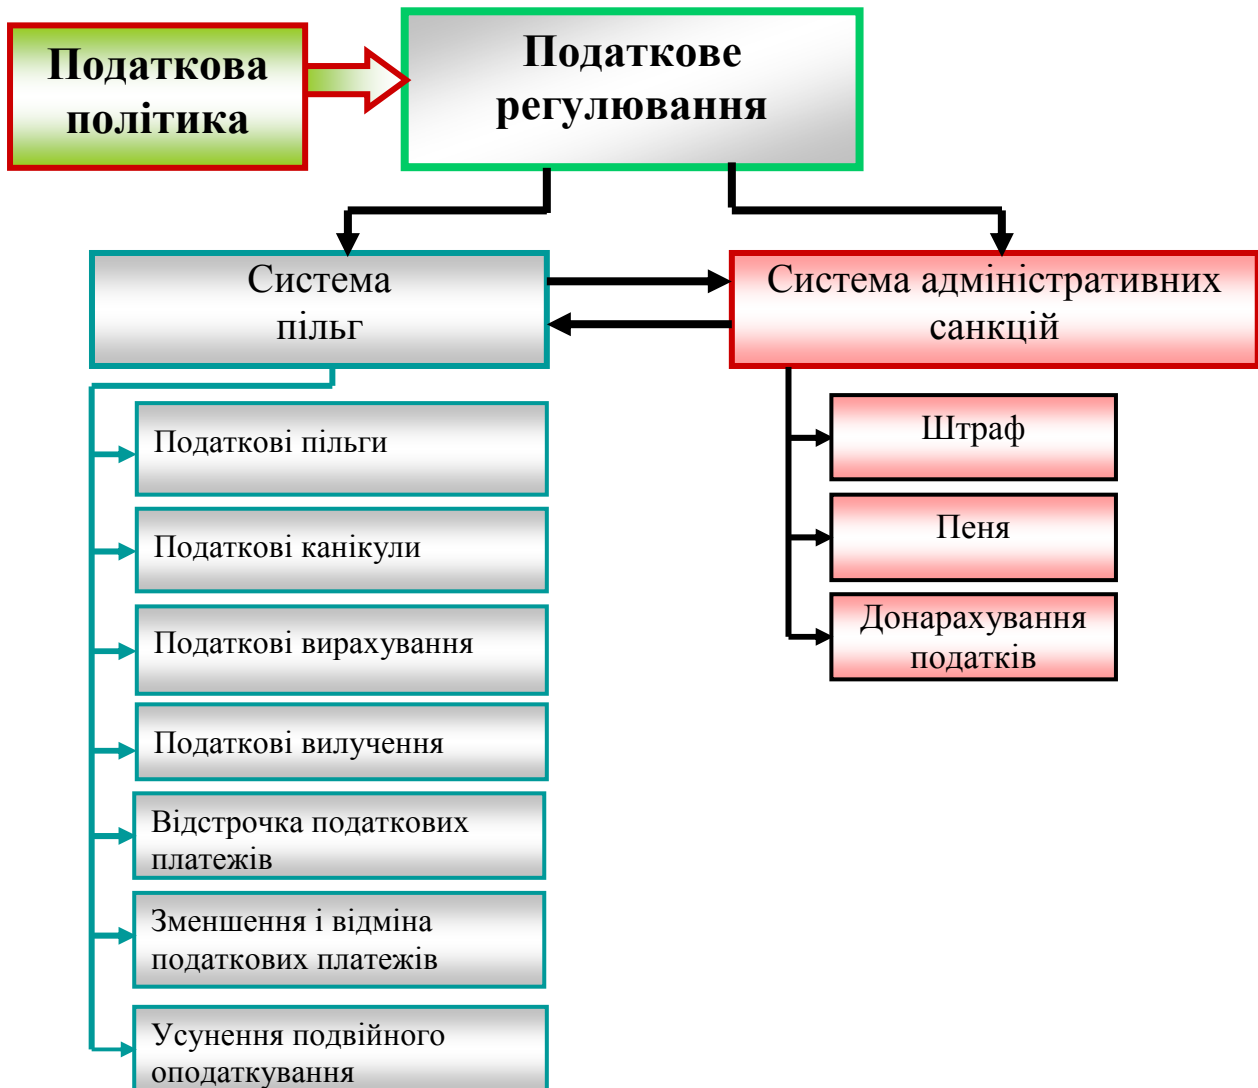 Податкова
політика
Податкове
регулювання
Система
пільг
Система адміністративних
санкцій
Податкові пільги
Податкові канікули
Податкові вирахування
Податкові вилучення
Відстрочка податкових
платежів
Зменшення і відміна
податкових платежів
Усунення подвійного
оподаткування
Штраф
Пеня
Донарахування
податків